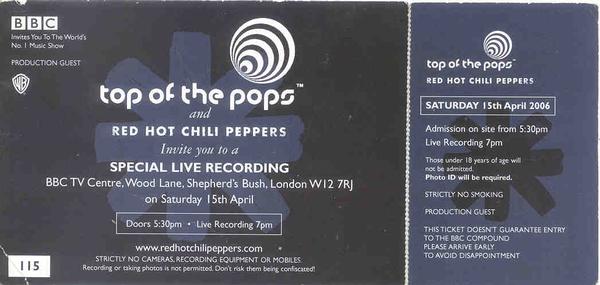 BBC
Invites You To The World's
No. 1 Music Show
PRODUCTION GUEST
WB
top of the pops™
and
RED HOT CHILI PEPPERS
Invite you to a
SPECIAL LIVE RECORDING
BBC TV Centre, Wood Lane, Shepherd's Bush, London W12 7RJ
on Saturday 15th April
Doors 5:30pm • Live Recording 7pm
www.redhotchilipeppers.com
STRICTLY NO CAMERAS, RECORDING EQUIPMENT OR MOBILES.
Recording or taking photos is not permitted. Don't risk them being confiscated!
115
top of the pops™
RED HOT CHILI PEPPERS
SATURDAY 15th April 2006
Admission on site from 5:30pm
Live Recording 7pm
Those under 18 years of age will
not be admitted.
Photo ID will be required.
STRICTLY NO SMOKING
PRODUCTION GUEST
THIS TICKET DOESN'T GUARANTEE ENTRY
TO THE BBC COMPOUND
PLEASE ARRIVE EARLY
TO AVOID DISAPPOINTMENT